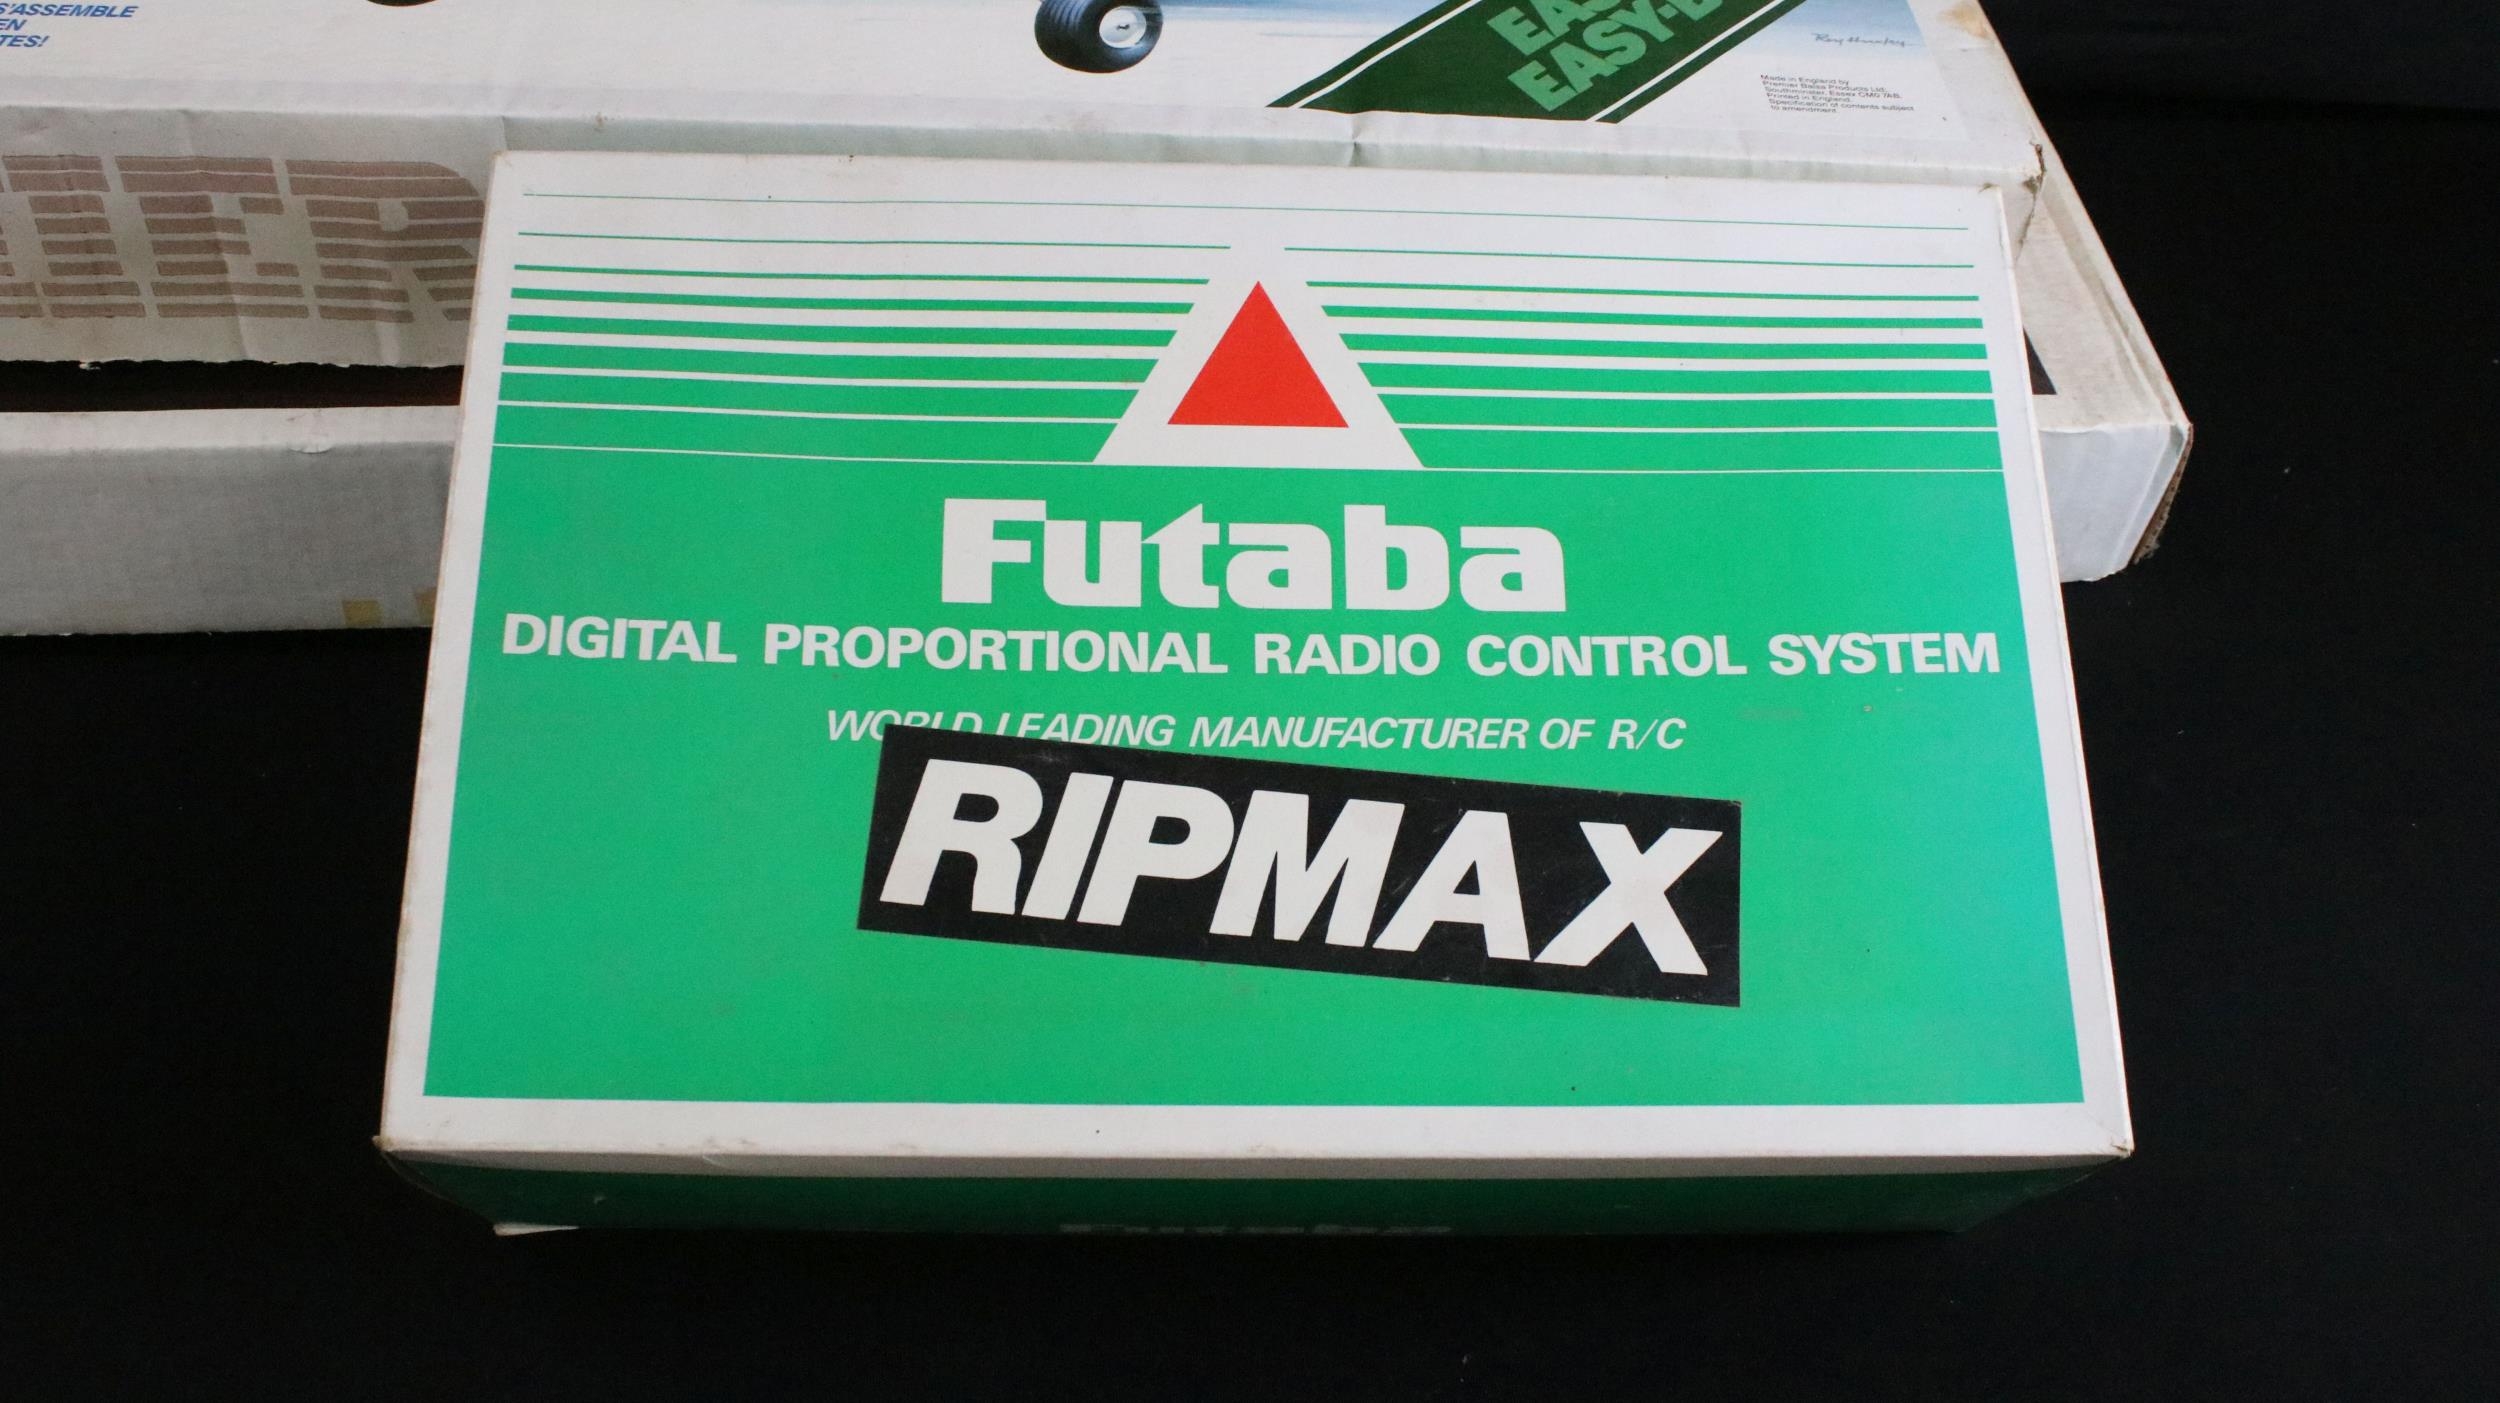 S'ASSEMBLE
EN
TES!
EASY-B
Made in England by
Premier Balsa Products Ltd.
Southminster, Essex CM0 7AB.
Printed in England.
Specification of contents subject
to amendment.
Futaba
DIGITAL PROPORTIONAL RADIO CONTROL SYSTEM
WORLD LEADING MANUFACTURER OF R/C
RIPMAX